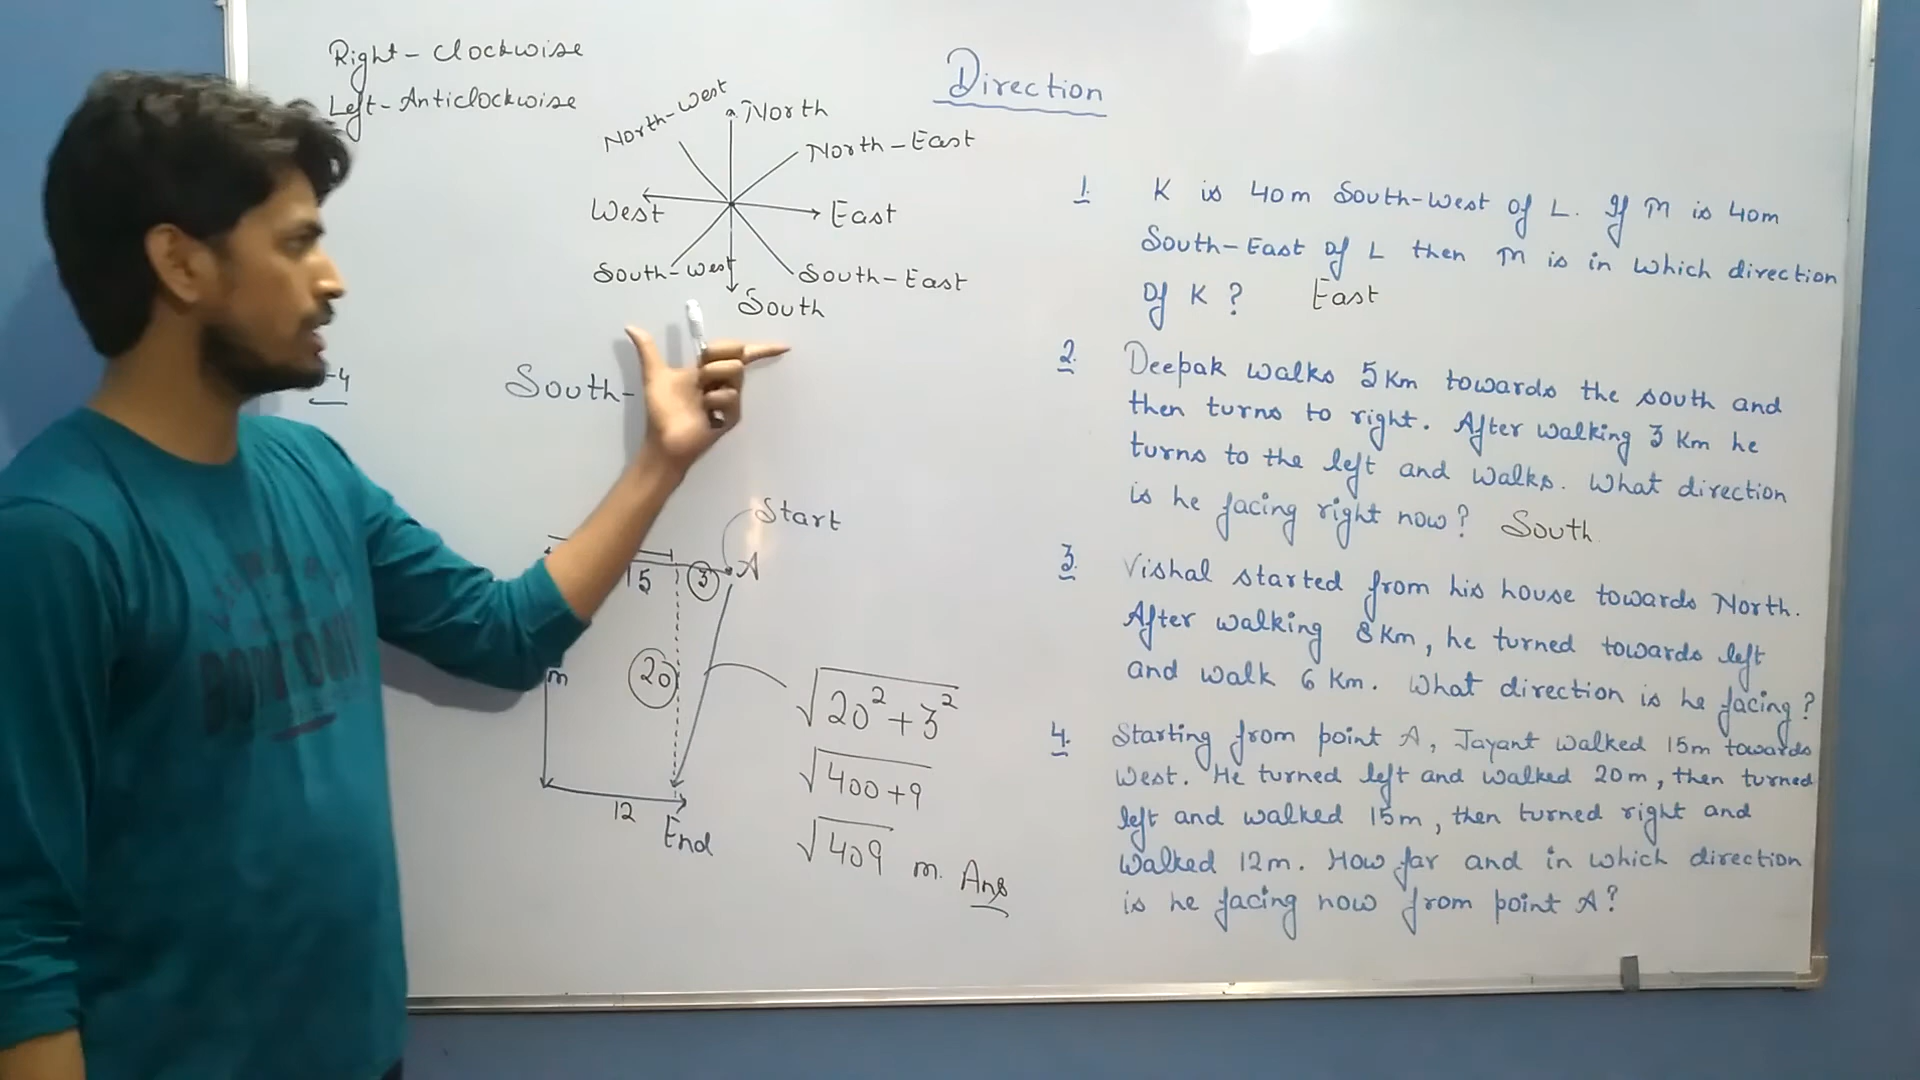 Right - Clockwise
Left - Anticlockwise
North-West
North
North-East
West
East
South-West
South-East
South
Direction
1. K is 40m South-West of L. If M is 40m
South-East of L then M is in which direction
of K ? East
2. Deepak walks 5 Km towards the south and
then turns to right. After walking 3 Km he
turns to the left and walks. What direction
is he facing right now? South
3. Vishal started from his house towards North.
After walking 8 Km, he turned towards left
and walk 6 Km. What direction is he facing?
4. Starting from point A, Jayant walked 15m towards
West. He turned left and walked 20m, then turned
left and walked 15m, then turned right and
walked 12m. How far and in which direction
is he facing now from point A?
-4
South-
Start
A
15
3
m
20
12
End
√20²+3²
√400+9
√409 m. Ans